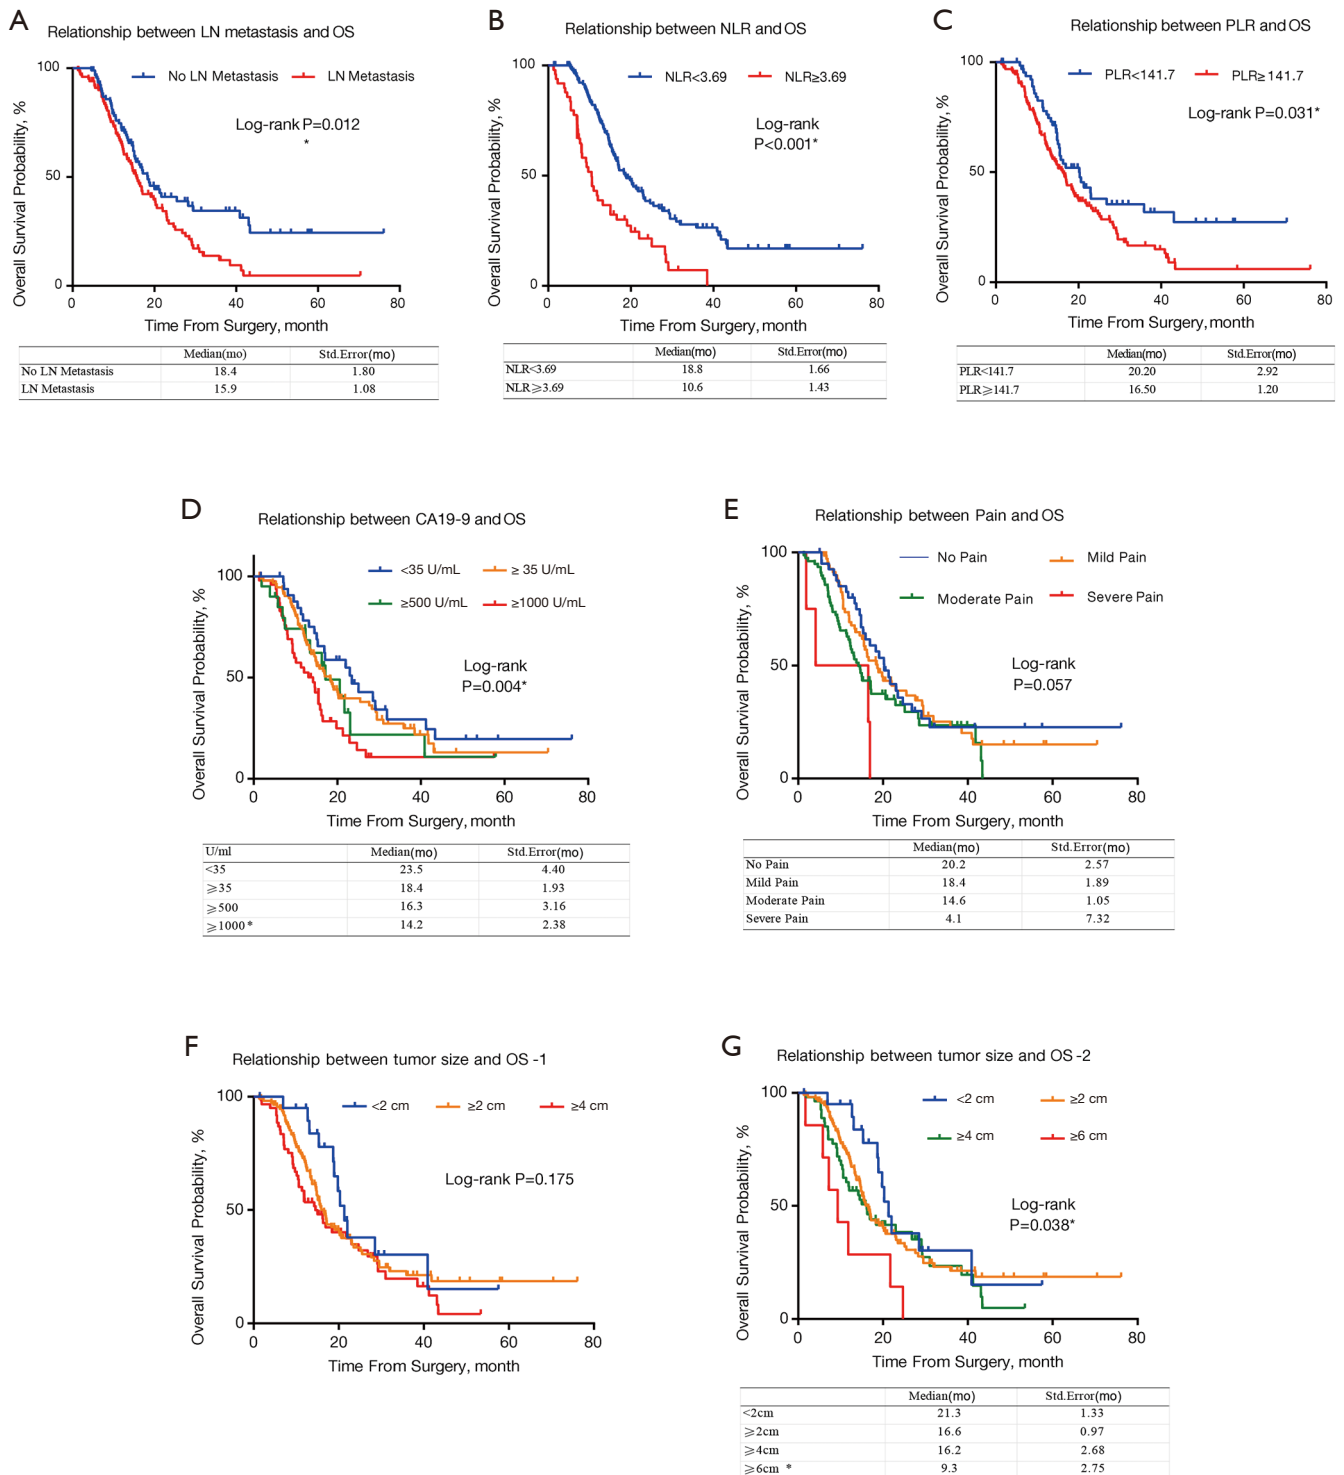 A
Relationship between LN metastasis and OS
No LN Metastasis
LN Metastasis
Log-rank P=0.012
*
Overall Survival Probability, %
100
50
0
0 20 40 60 80
Time From Surgery, month
Median(mo) Std.Error(mo)
No LN Metastasis 18.4 1.80
LN Metastasis 15.9 1.08
B
Relationship between NLR and OS
NLR<3.69
NLR≥3.69
Log-rank
P<0.001*
Overall Survival Probability, %
100
50
0
0 20 40 60 80
Time From Surgery, month
Median(mo) Std.Error(mo)
NLR<3.69 18.8 1.66
NLR⩾3.69 10.6 1.43
C
Relationship between PLR and OS
PLR<141.7
PLR≥141.7
Log-rank P=0.031*
Overall Survival Probability, %
100
50
0
0 20 40 60 80
Time From Surgery, month
Median(mo) Std.Error(mo)
PLR<141.7 20.20 2.92
PLR⩾141.7 16.50 1.20
D
Relationship between CA19-9 and OS
<35 U/mL
≥ 35 U/mL
≥500 U/mL
≥1000 U/mL
Log-rank
P=0.004*
Overall Survival Probability, %
100
50
0
0 20 40 60 80
Time From Surgery, month
U/ml Median(mo) Std.Error(mo)
<35 23.5 4.40
⩾35 18.4 1.93
⩾500 16.3 3.16
⩾1000* 14.2 2.38
E
Relationship between Pain and OS
No Pain
Mild Pain
Moderate Pain
Severe Pain
Log-rank
P=0.057
Overall Survival Probability, %
100
50
0
0 20 40 60 80
Time From Surgery, month
Median(mo) Std.Error(mo)
No Pain 20.2 2.57
Mild Pain 18.4 1.89
Moderate Pain 14.6 1.05
Severe Pain 4.1 7.32
F
Relationship between tumor size and OS -1
<2 cm
≥2 cm
≥4 cm
Log-rank P=0.175
Overall Survival Probability, %
100
50
0
0 20 40 60 80
Time From Surgery, month
G
Relationship between tumor size and OS -2
<2 cm
≥2 cm
≥4 cm
≥6 cm
Log-rank
P=0.038*
Overall Survival Probability, %
100
50
0
0 20 40 60 80
Time From Surgery, month
Median(mo) Std.Error(mo)
<2cm 21.3 1.33
⩾2cm 16.6 0.97
⩾4cm 16.2 2.68
⩾6cm * 9.3 2.75